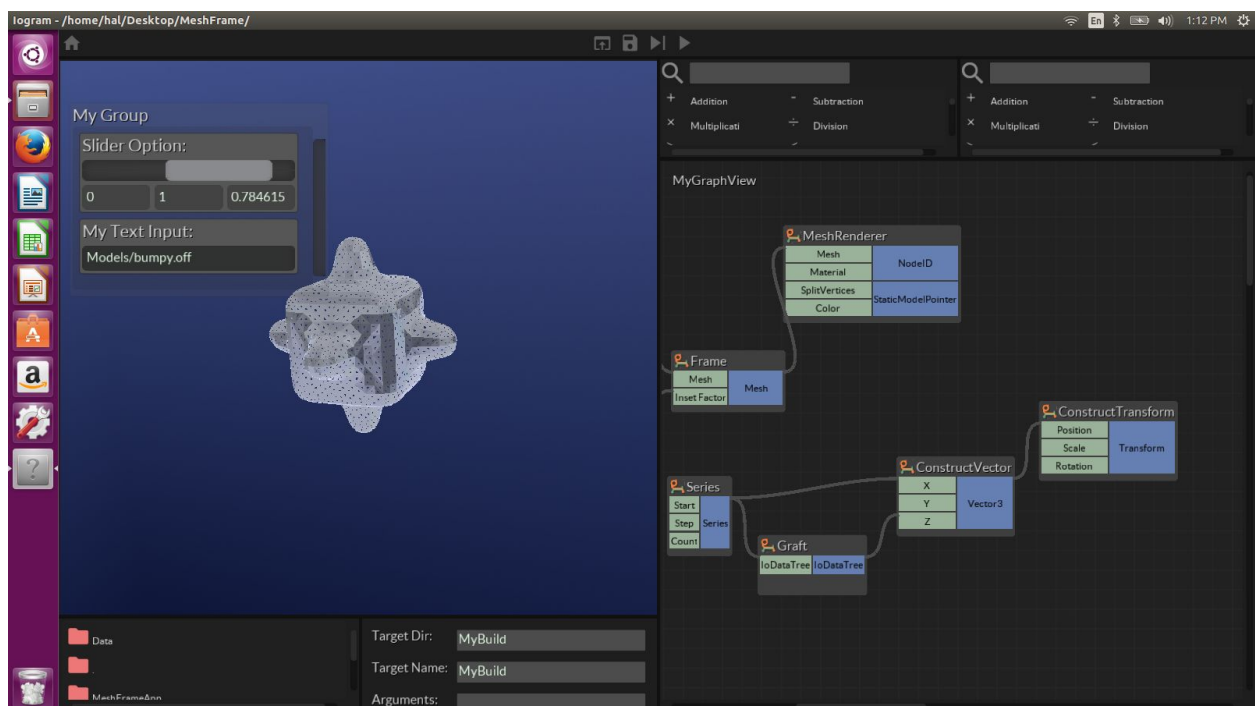 Iogram - /home/hal/Desktop/MeshFrame/
En
1:12 PM
My Group
Slider Option:
0 1 0.784615
My Text Input:
Models/bumpy.off
Addition - Subtraction
Multiplicati ÷ Division
Addition - Subtraction
Multiplicati ÷ Division
MyGraphView
MeshRenderer
Mesh
Material
SplitVertices
Color
NodeID
StaticModelPointer
Frame
Mesh
Inset Factor
Mesh
ConstructTransform
Position
Scale
Rotation
Transform
ConstructVector
X
Y
Z
Vector3
Series
Start
Step
Count
Series
Graft
IoDataTree IoDataTree
Data
.
MeshFrameApp
Target Dir: MyBuild
Target Name: MyBuild
Arguments: